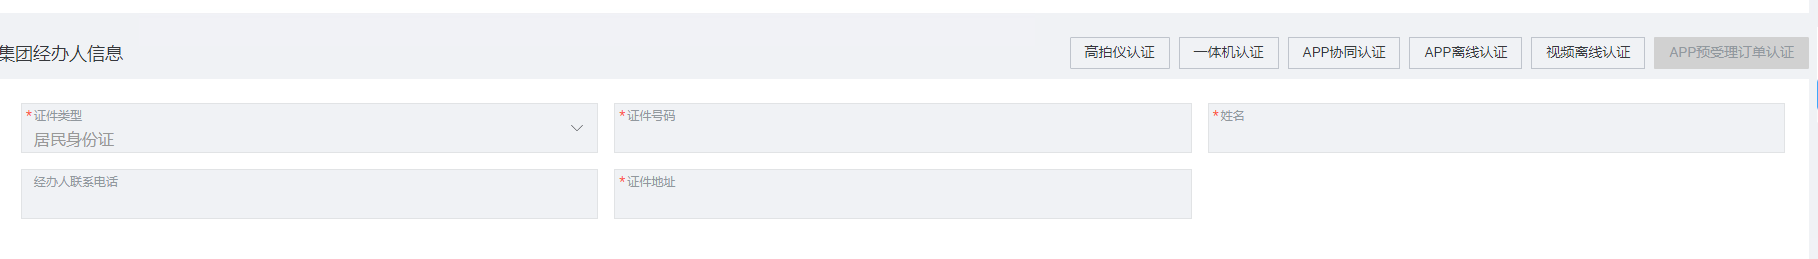 集团经办人信息 高拍仪认证 一体机认证 APP协同认证 APP离线认证 视频离线认证 APP预受理订单认证
*证件类型 *证件号码 *姓名
居民身份证
经办人联系电话 *证件地址